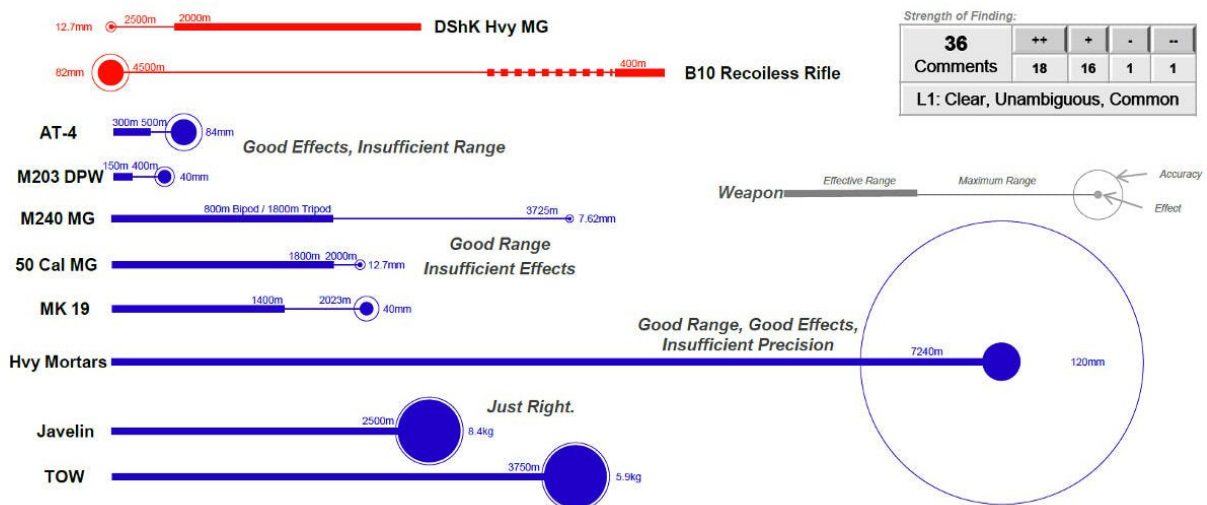 Strength of Finding:
36
Comments
++ + - --
18 16 1 1
L1: Clear, Unambiguous, Common
12.7mm 2500m 2000m DShK Hvy MG
82mm 4500m 400m B10 Recoiless Rifle
AT-4 300m 500m 84mm
Good Effects, Insufficient Range
M203 DPW 150m 400m 40mm
Weapon Effective Range Maximum Range Accuracy
Effect
M240 MG 800m Bipod / 1800m Tripod 3725m 7.62mm
Good Range
Insufficient Effects
50 Cal MG 1800m 2000m 12.7mm
MK 19 1400m 2023m 40mm
Good Range, Good Effects,
Insufficient Precision
Hvy Mortars 7240m 120mm
Just Right.
Javelin 2500m 8.4kg
TOW 3750m 5.9kg